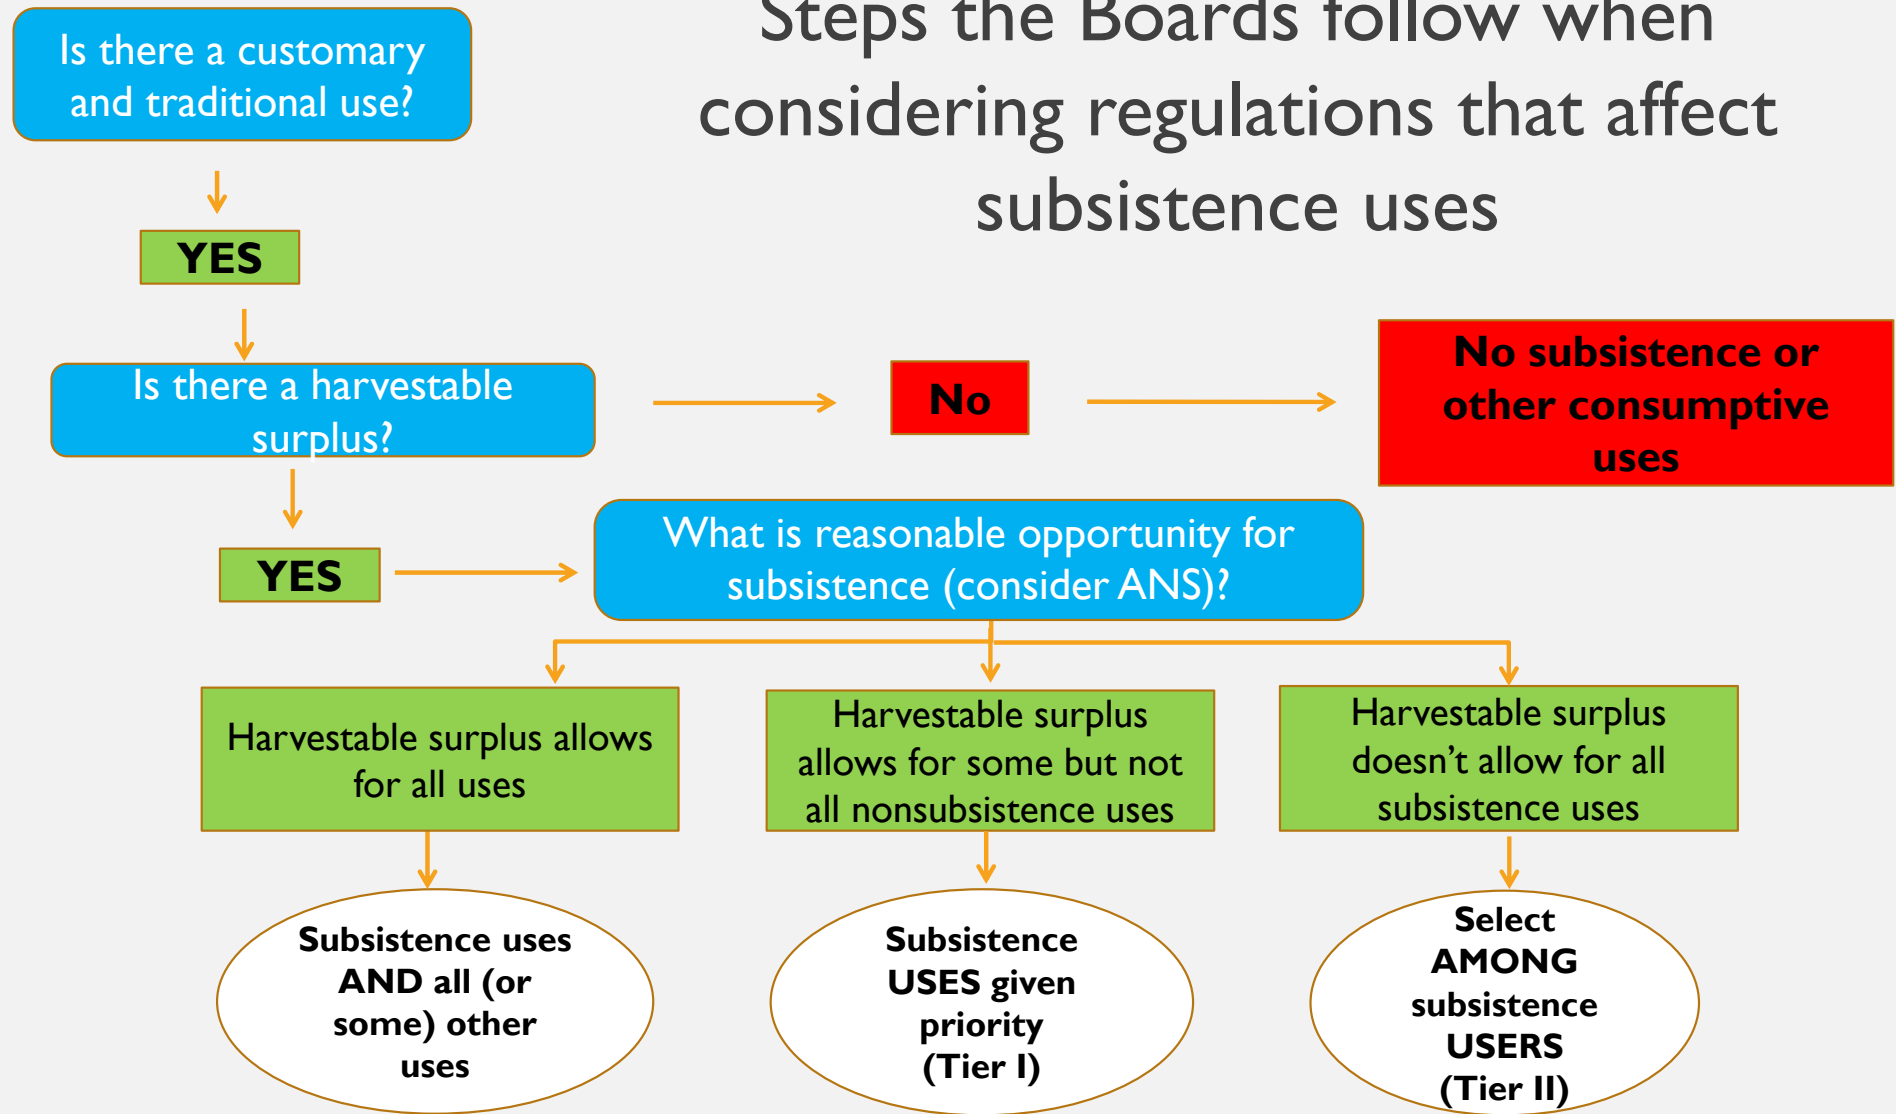 Steps the Boards follow when
considering regulations that affect
subsistence uses
Is there a customary
and traditional use?
YES
Is there a harvestable
surplus?
No
No subsistence or
other consumptive
uses
YES
What is reasonable opportunity for
subsistence (consider ANS)?
Harvestable surplus allows
for all uses
Harvestable surplus
allows for some but not
all nonsubsistence uses
Harvestable surplus
doesn’t allow for all
subsistence uses
Subsistence uses
AND all (or
some) other
uses
Subsistence
USES given
priority
(Tier I)
Select
AMONG
subsistence
USERS
(Tier II)